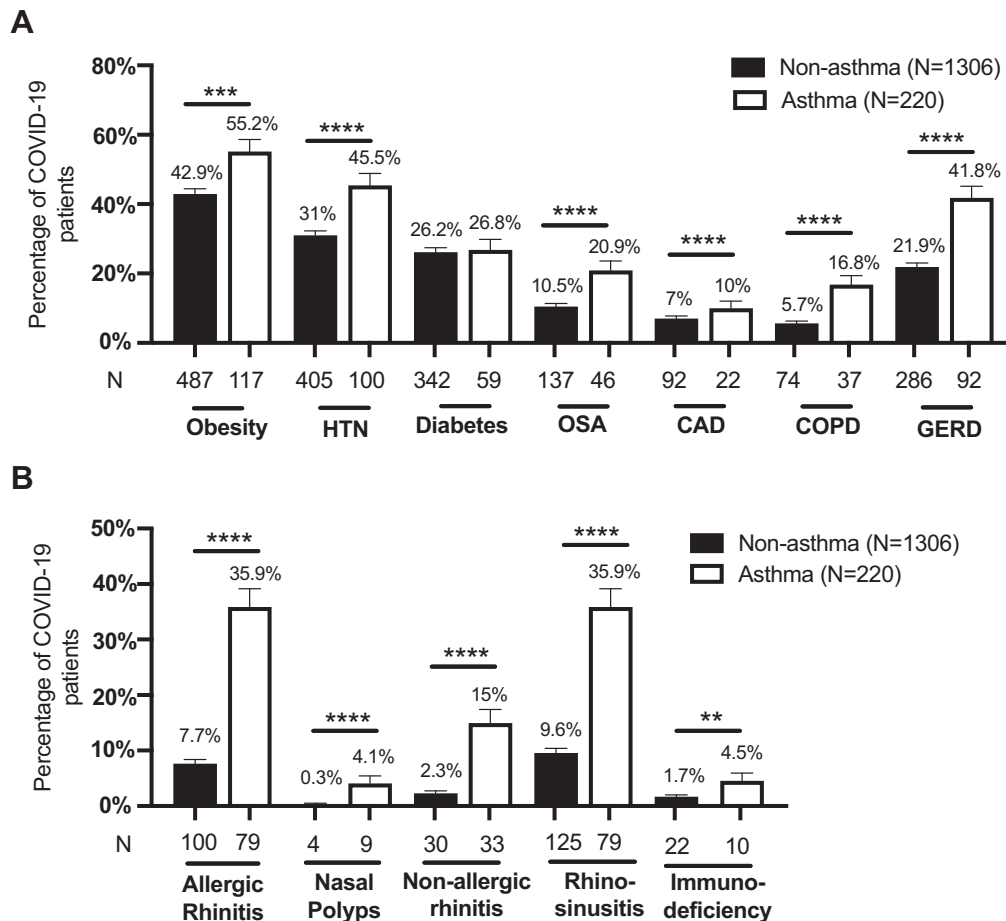 A
Percentage of COVID-19
patients
80%
60%
40%
20%
0%
Non-asthma (N=1306)
Asthma (N=220)
*** **** **** **** **** ****
42.9% 55.2% 31% 45.5% 26.2% 26.8% 10.5% 20.9% 7% 10% 5.7% 16.8% 21.9% 41.8%
N 487 117 405 100 342 59 137 46 92 22 74 37 286 92
Obesity HTN Diabetes OSA CAD COPD GERD
B
Percentage of COVID-19
patients
50%
40%
30%
20%
10%
0%
Non-asthma (N=1306)
Asthma (N=220)
**** **** **** **** **
7.7% 35.9% 0.3% 4.1% 2.3% 15% 9.6% 35.9% 1.7% 4.5%
N 100 79 4 9 30 33 125 79 22 10
Allergic Nasal Non-allergic Rhino- Immuno-
Rhinitis Polyps rhinitis sinusitis deficiency